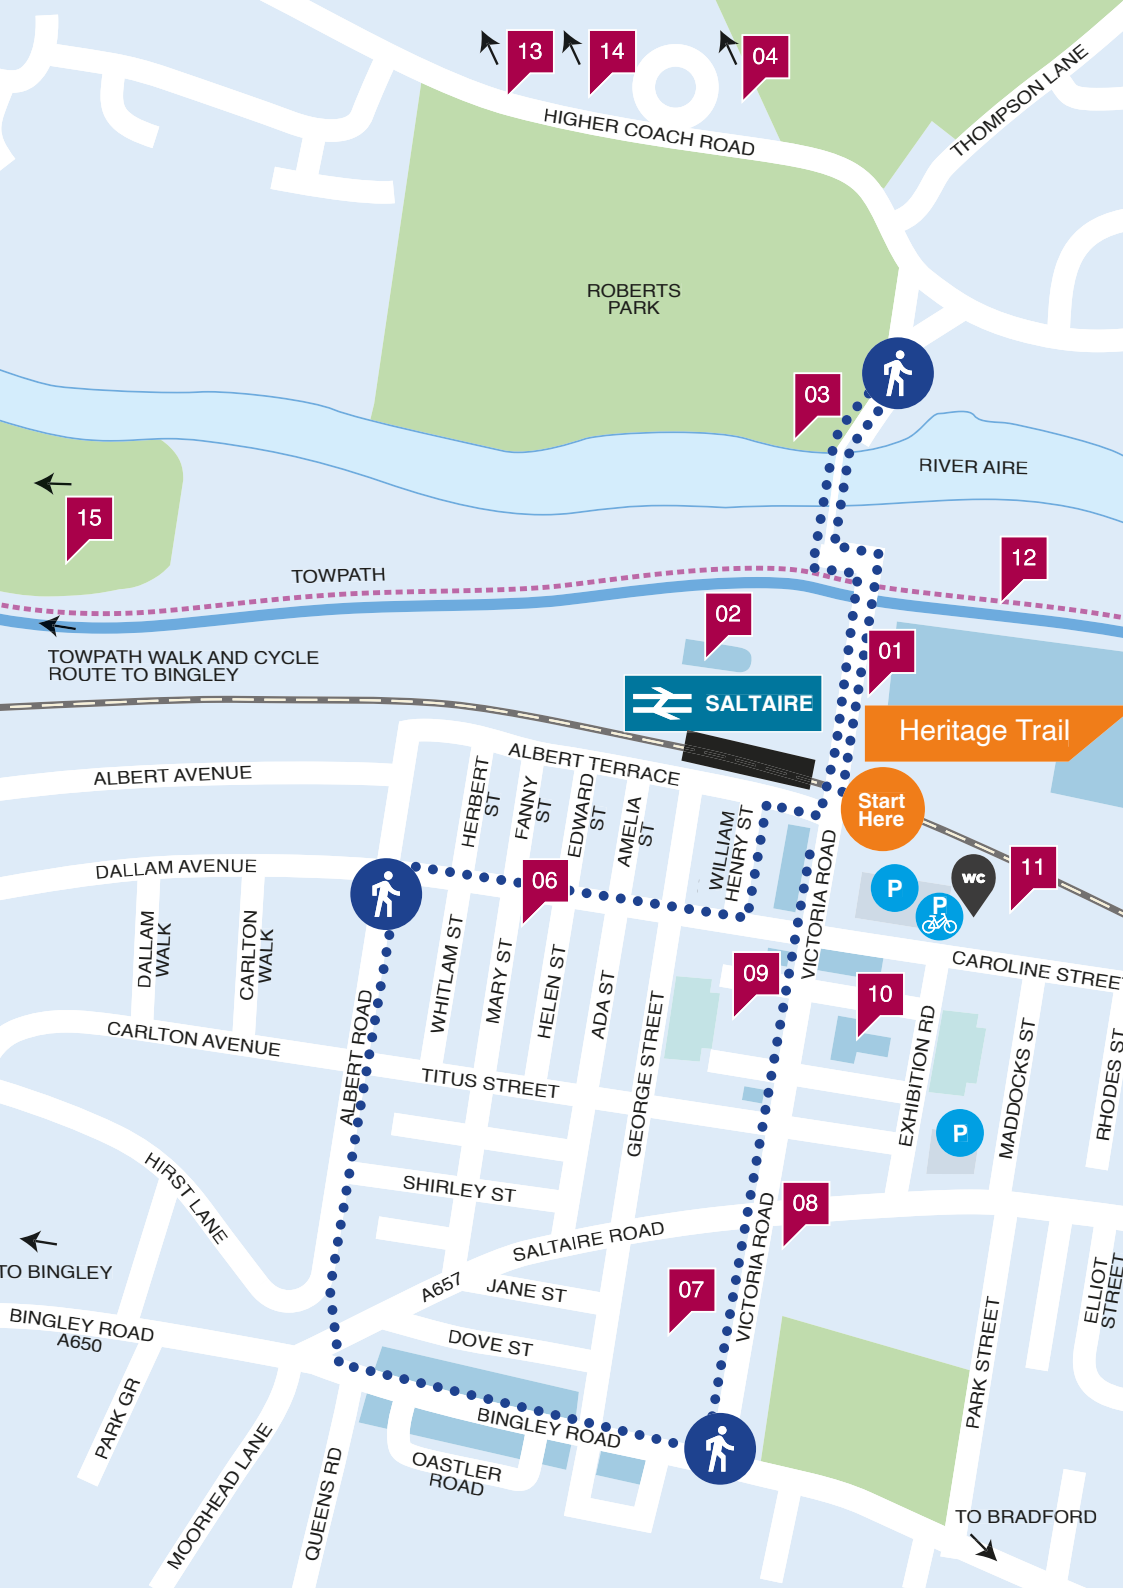 13
14
04
HIGHER COACH ROAD
THOMPSON LANE
ROBERTS
PARK
03
RIVER AIRE
15
12
TOWPATH
02
TOWPATH WALK AND CYCLE
ROUTE TO BINGLEY
01
SALTAIRE
Heritage Trail
ALBERT TERRACE
ALBERT AVENUE
Start
Here
HERBERT
ST
FANNY
ST
EDWARD
ST
AMELIA
ST
WILLIAM
HENRY ST
VICTORIA ROAD
DALLAM AVENUE
06
P
WC
P
11
DALLAM
WALK
CARLTON
WALK
WHITLAM ST
MARY ST
HELEN ST
ADA ST
GEORGE STREET
09
10
CAROLINE STREET
CARLTON AVENUE
ALBERT ROAD
TITUS STREET
EXHIBITION RD
MADDOCKS ST
RHODES ST
P
HIRST LANE
SHIRLEY ST
SALTAIRE ROAD
08
VICTORIA ROAD
TO BINGLEY
A657
JANE ST
07
ELLIOT
STREET
BINGLEY ROAD
A650
DOVE ST
PARK STREET
PARK GR
BINGLEY ROAD
MOORHEAD LANE
QUEENS RD
OASTLER
ROAD
TO BRADFORD